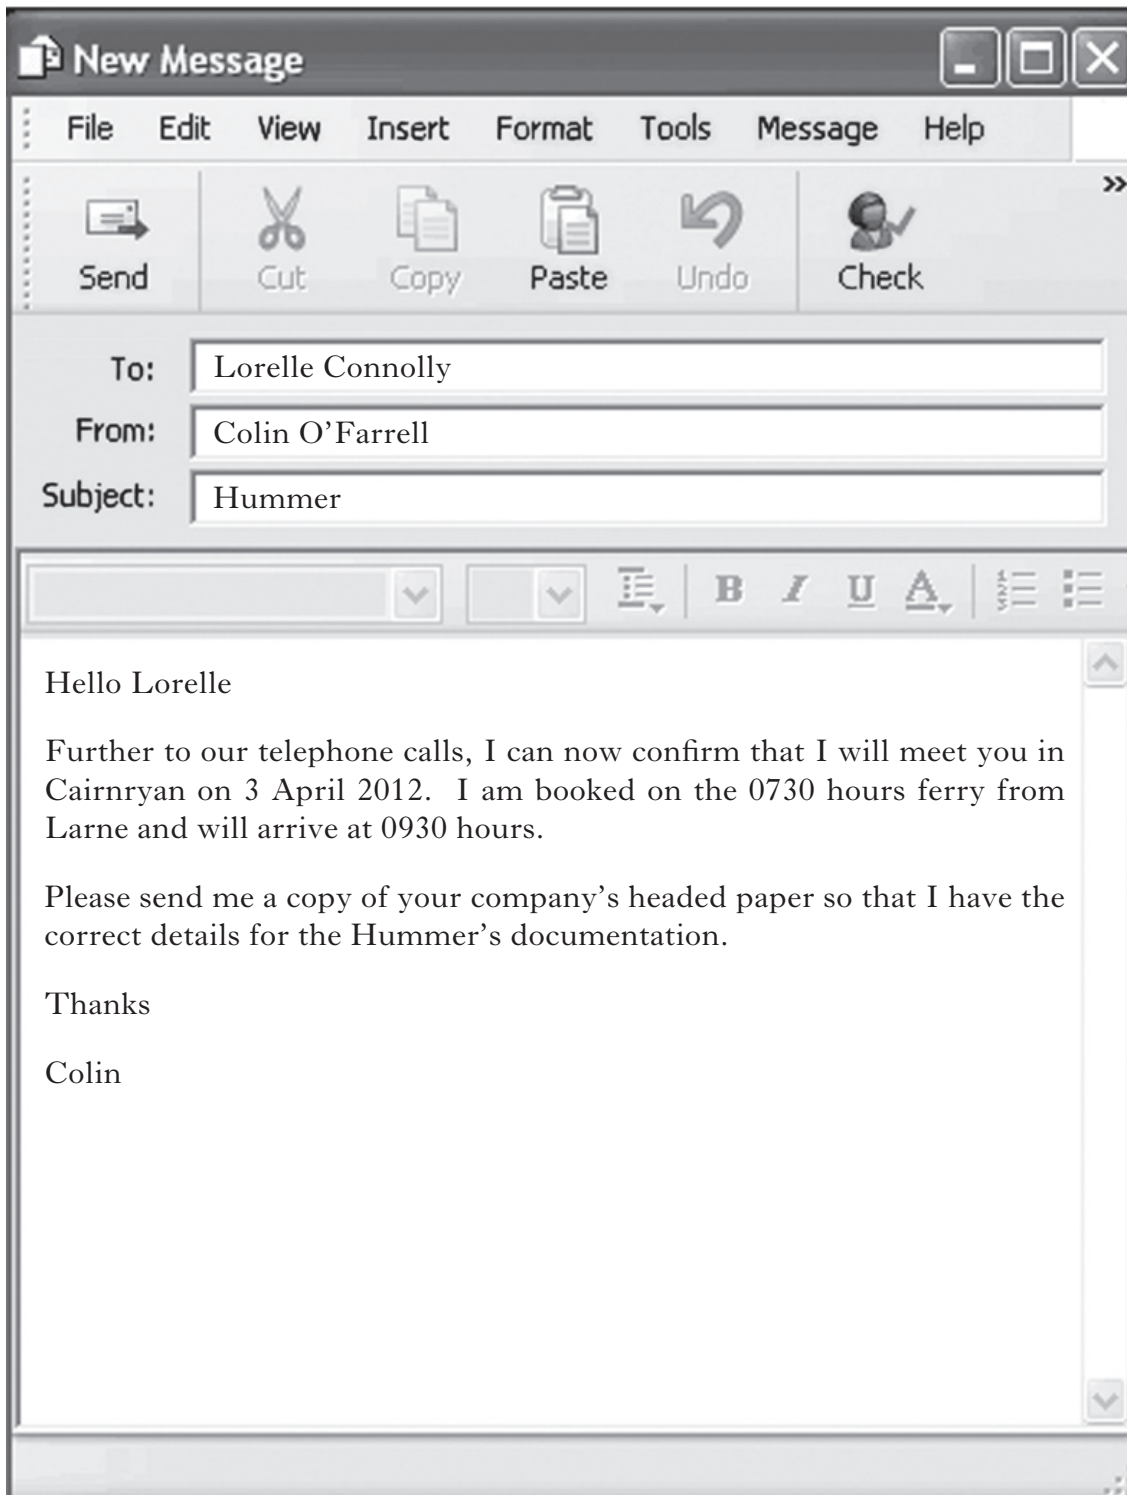 New Message
File Edit View Insert Format Tools Message Help
»
Send Cut Copy Paste Undo Check
To: Lorelle Connolly
From: Colin O’Farrell
Subject: Hummer
B I U A
Hello Lorelle
Further to our telephone calls, I can now confirm that I will meet you in
Cairnryan on 3 April 2012. I am booked on the 0730 hours ferry from
Larne and will arrive at 0930 hours.
Please send me a copy of your company’s headed paper so that I have the
correct details for the Hummer’s documentation.
Thanks
Colin